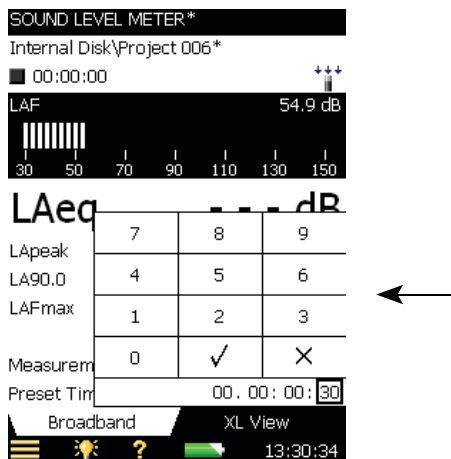 SOUND LEVEL METER*
Internal Disk\Project 006*
00:00:00
LAF 54.9 dB
30 50 70 90 110 130 150
LAeq - - - dB
7 8 9
LApeak
4 5 6
LA90.0
LAFmax
1 2 3
0 √ ×
Measurem
Preset Tim 00. 00: 00: 30
Broadband XL View
? 13:30:34